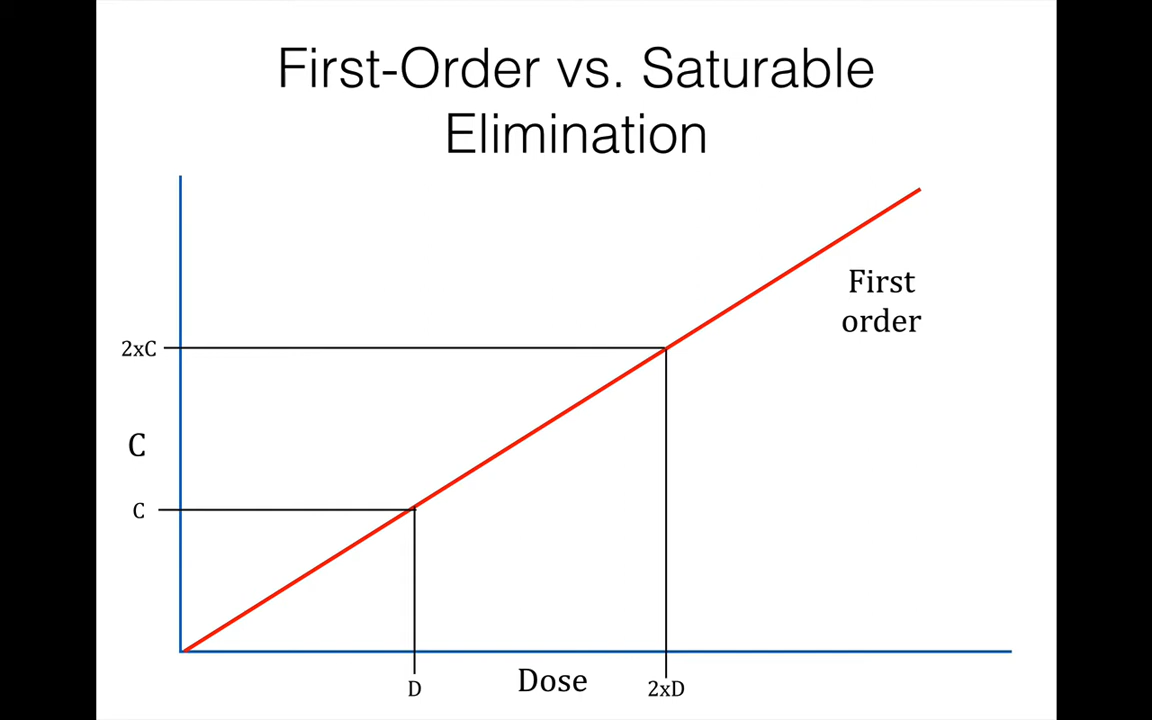 First-Order vs. Saturable
Elimination
First
order
2xC
C
C
D
Dose
2xD